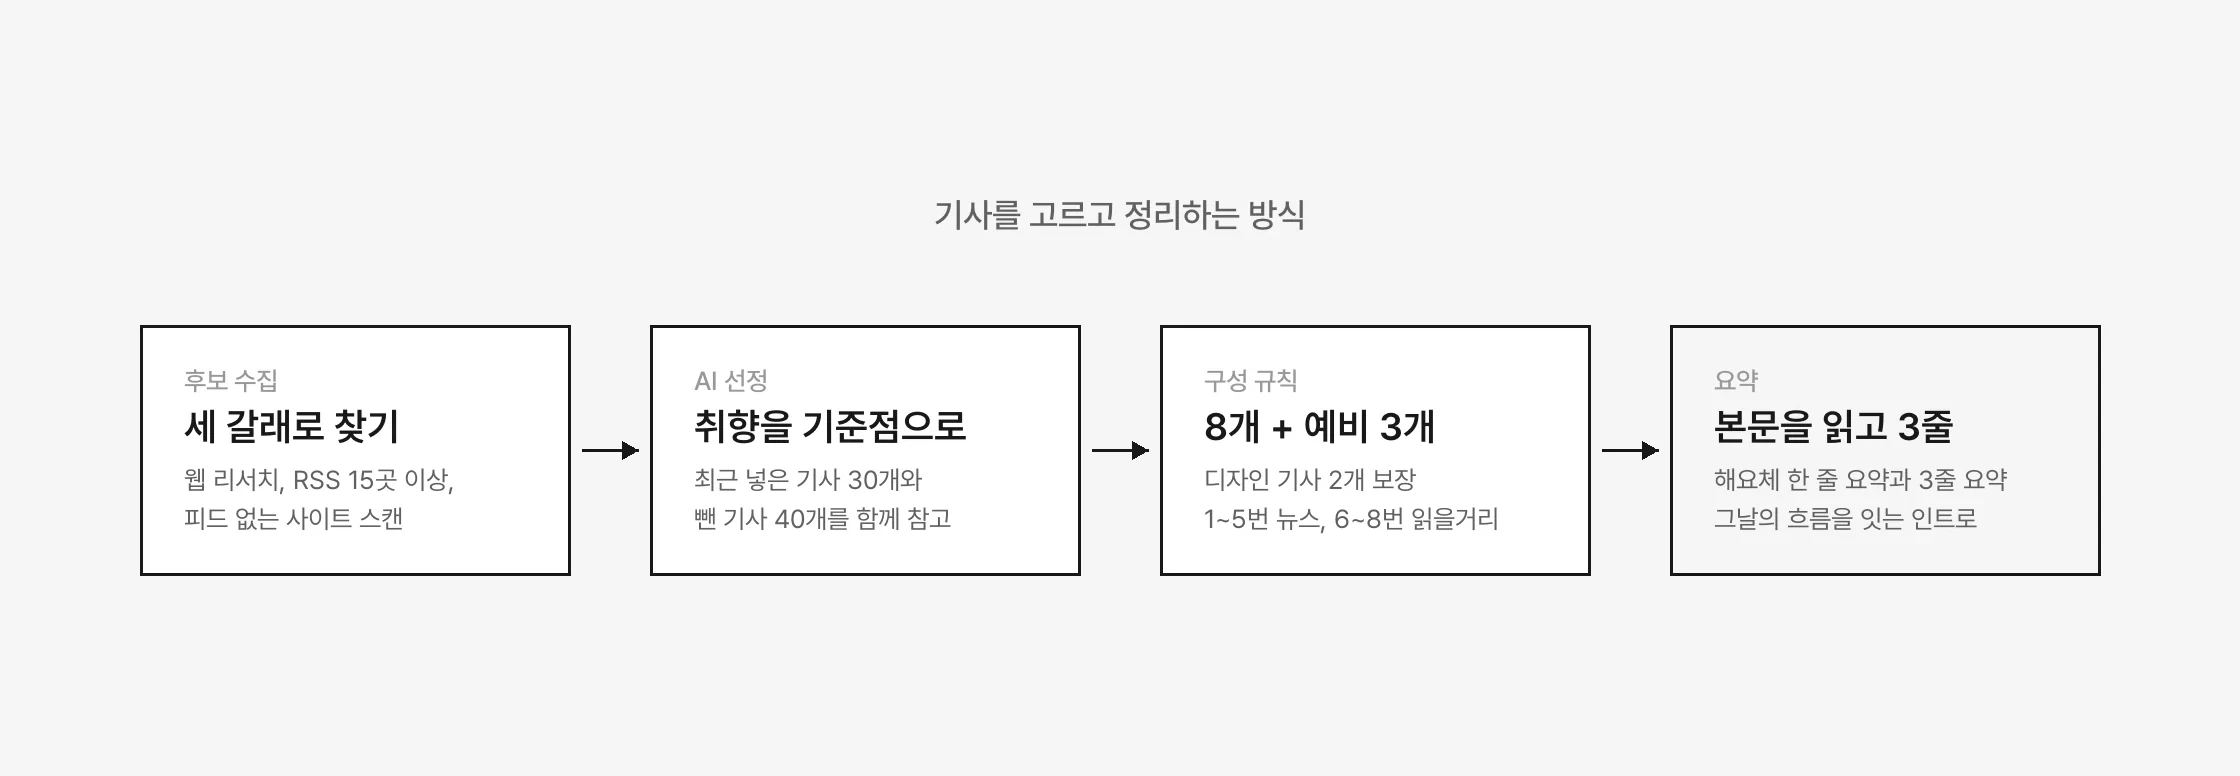 기사를 고르고 정리하는 방식
후보 수집
세 갈래로 찾기
웹 리서치, RSS 15곳 이상,
피드 없는 사이트 스캔
AI 선정
취향을 기준점으로
최근 넣은 기사 30개와
뺀 기사 40개를 함께 참고
구성 규칙
8개 + 예비 3개
디자인 기사 2개 보장
1~5번 뉴스, 6~8번 읽을거리
요약
본문을 읽고 3줄
해요체 한 줄 요약과 3줄 요약
그날의 흐름을 잇는 인트로